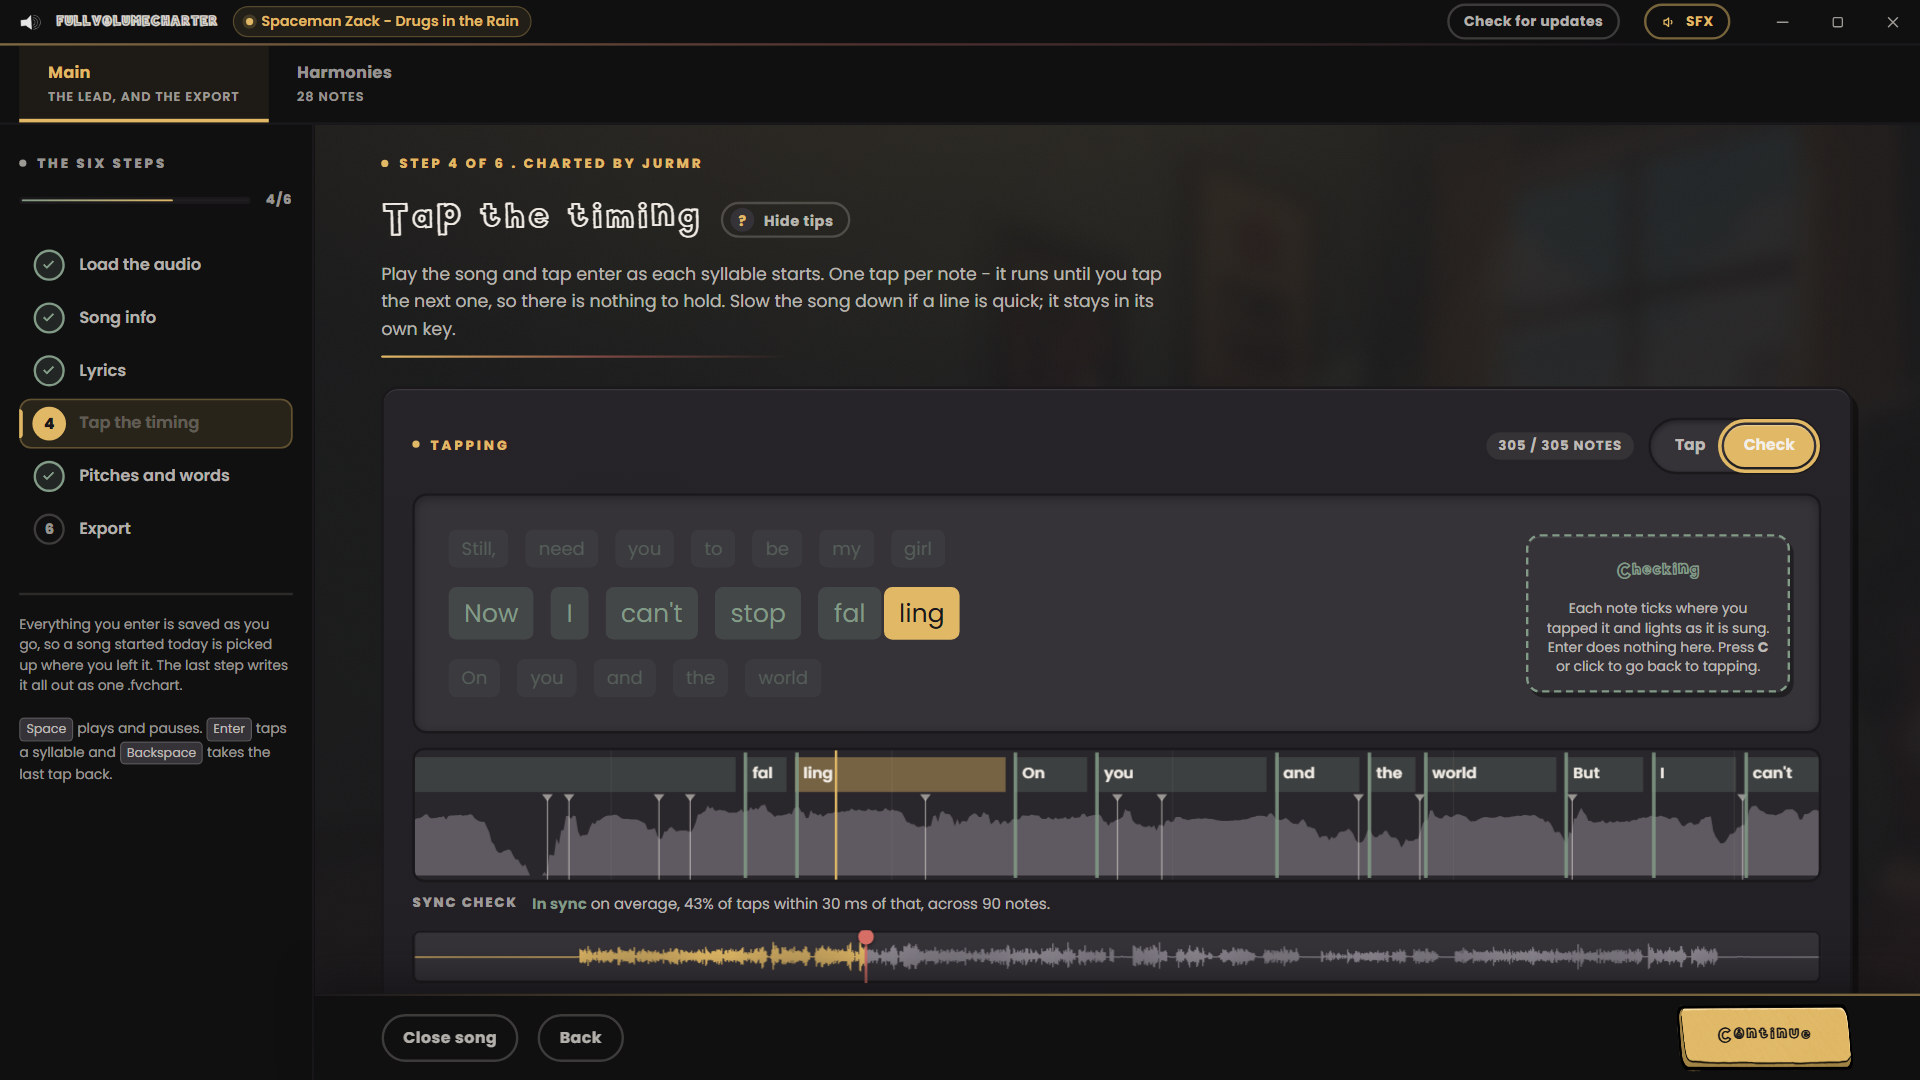 FULLVOLUMECHARTER
Spaceman Zack - Drugs in the Rain
Check for updates
SFX
Main
THE LEAD, AND THE EXPORT
Harmonies
28 NOTES
THE SIX STEPS
4/6
Load the audio
Song info
Lyrics
4 Tap the timing
Pitches and words
6 Export
Everything you enter is saved as you
go, so a song started today is picked
up where you left it. The last step writes
it all out as one .fvchart.
Space plays and pauses. Enter taps
a syllable and Backspace takes the
last tap back.
STEP 4 OF 6 . CHARTED BY JURMR
Tap the timing
? Hide tips
Play the song and tap enter as each syllable starts. One tap per note - it runs until you tap
the next one, so there is nothing to hold. Slow the song down if a line is quick; it stays in its
own key.
TAPPING
305 / 305 NOTES
Tap Check
Still, need you to be my girl
Now I can't stop fal ling
On you and the world
Checking
Each note ticks where you
tapped it and lights as it is sung.
Enter does nothing here. Press C
or click to go back to tapping.
fal ling On you and the world But I can't
SYNC CHECK In sync on average, 43% of taps within 30 ms of that, across 90 notes.
Close song
Back
Continue